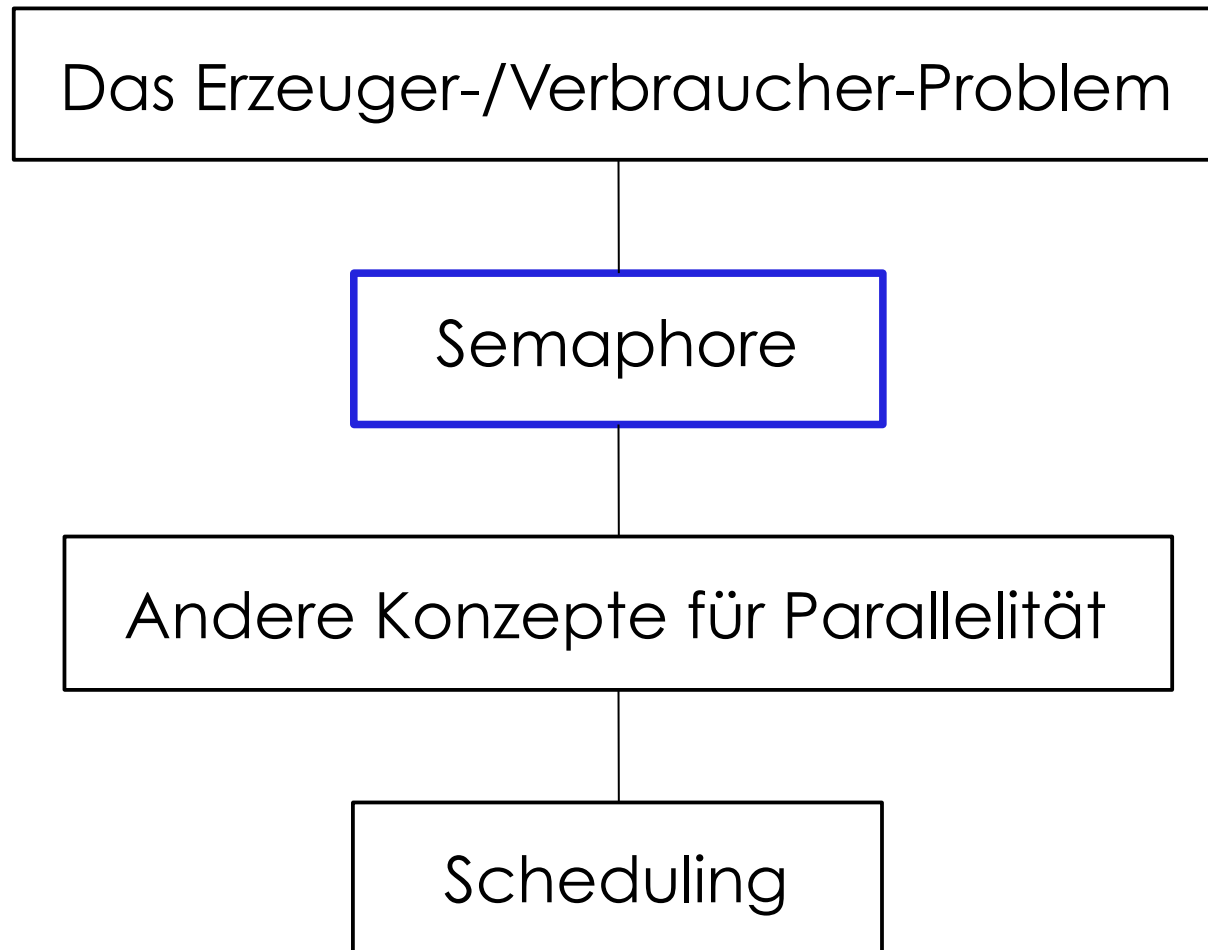 Das Erzeuger-/Verbraucher-Problem
Semaphore
Andere Konzepte für Parallelität
Scheduling